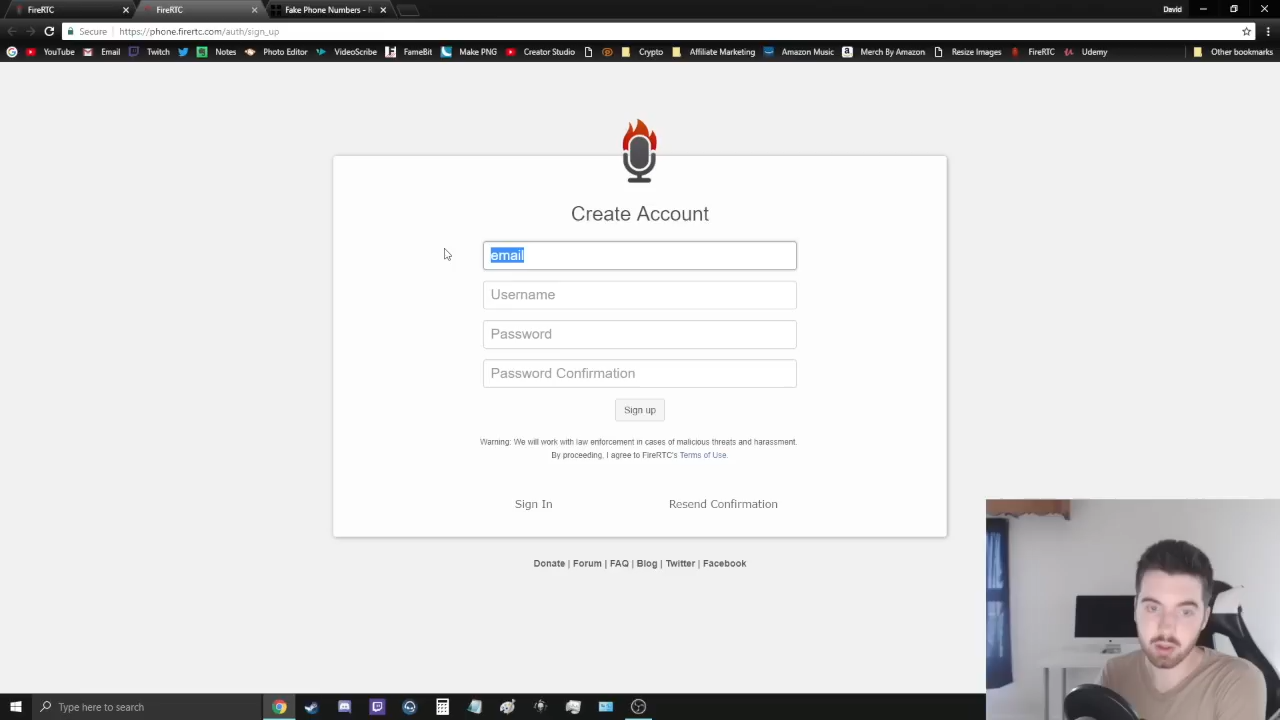 FireRTC
FireRTC
Fake Phone Numbers - R
David
Secure
https://phone.firertc.com/auth/sign_up
YouTube
Email
Twitter
Notes
Photo Editor
VideoScribe
FameBit
Make PNG
Creator Studio
Crypto
Affiliate Marketing
Amazon Music
Merch By Amazon
Resize Images
FireRTC
Udemy
Other bookmarks
Create Account
email
Username
Password
Password Confirmation
Sign up
Warning: We will work with law enforcement in cases of malicious threats and harassment.
By proceeding, I agree to FireRTC's Terms of Use.
Sign In
Resend Confirmation
Donate | Forum | FAQ | Blog | Twitter | Facebook
Type here to search